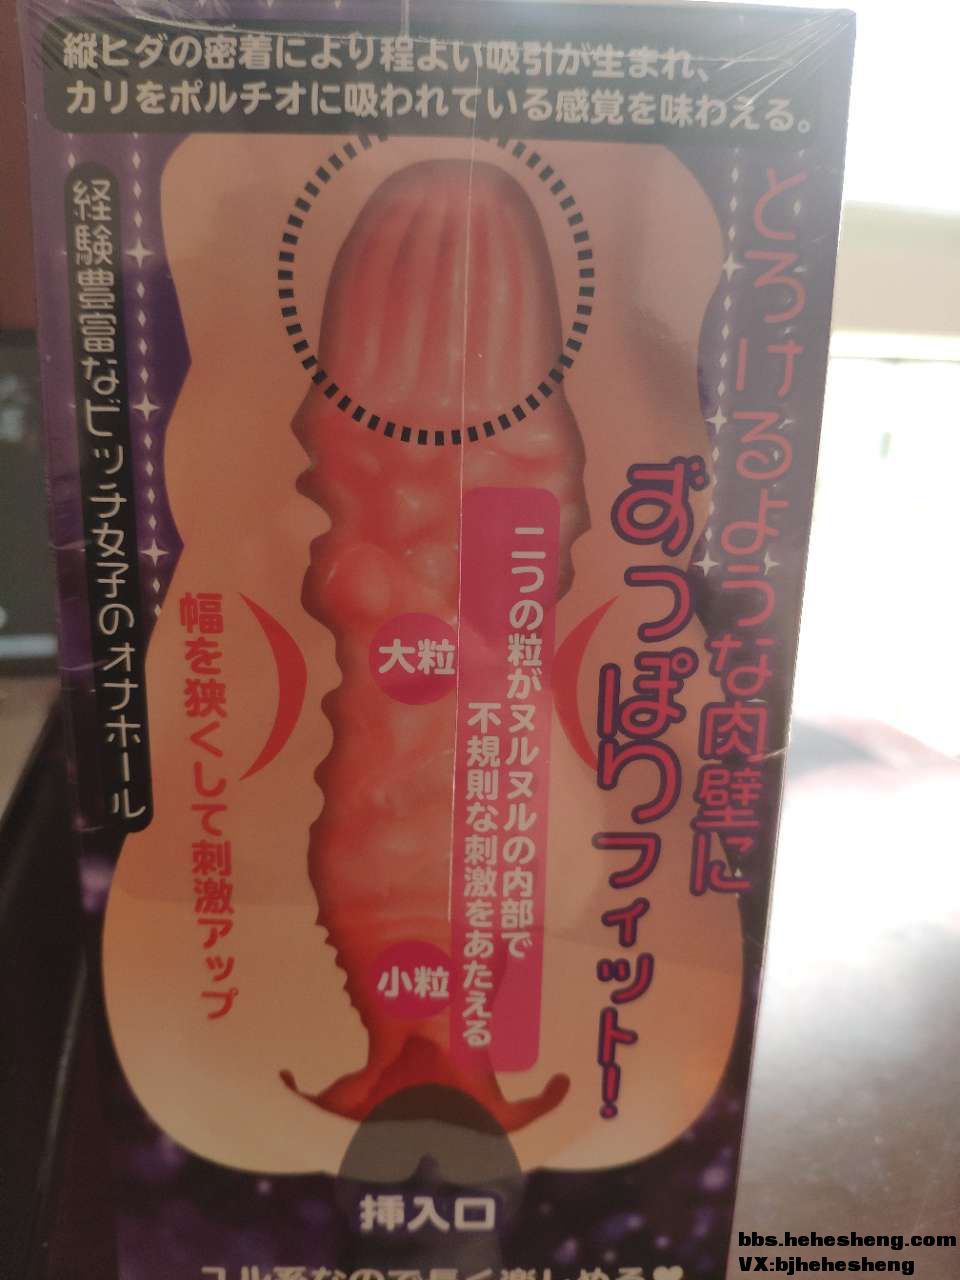 縦ヒダの密着により程よい吸引が生まれ、
カリをポルチオに吸われている感覚を味わえる。
とろけるような肉壁に
ずっぽりフィット!
経験豊富なビッチ女子のオナホール
二つの粒がヌルヌルの内部で
不規則な刺激をあたえる
幅を狭くして刺激アップ
大粒
小粒
挿入口
bbs.hehesheng.com
VX:bjhehesheng